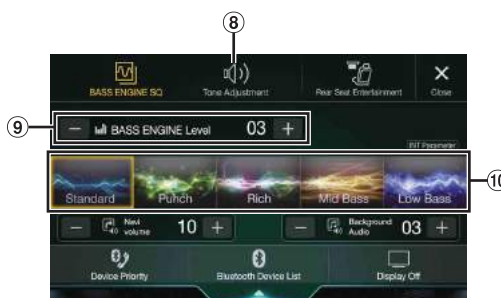 8
BASS ENGINE SQ
Tone Adjustment
Rear Seat Entertainment
Close
9
BASS ENGINE Level 03
INT Parameter
10
Standard
Punch
Rich
Mid Bass
Low Bass
Navi volume 10
Background Audio 03
Device Priority
Bluetooth Device List
Display Off